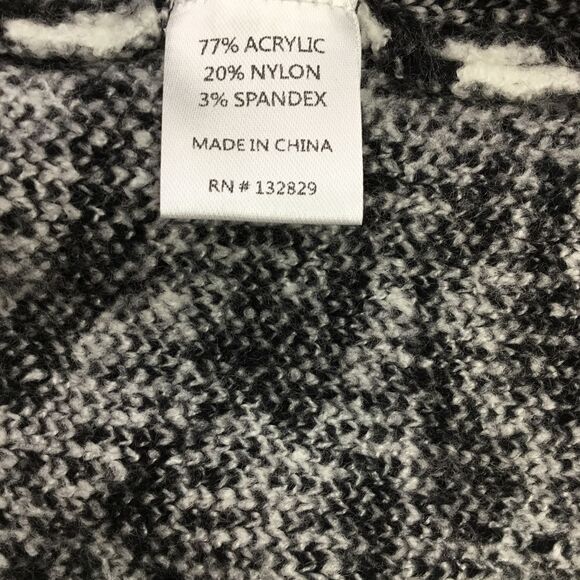 77% ACRYLIC
20% NYLON
3% SPANDEX
MADE IN CHINA
RN # 132829